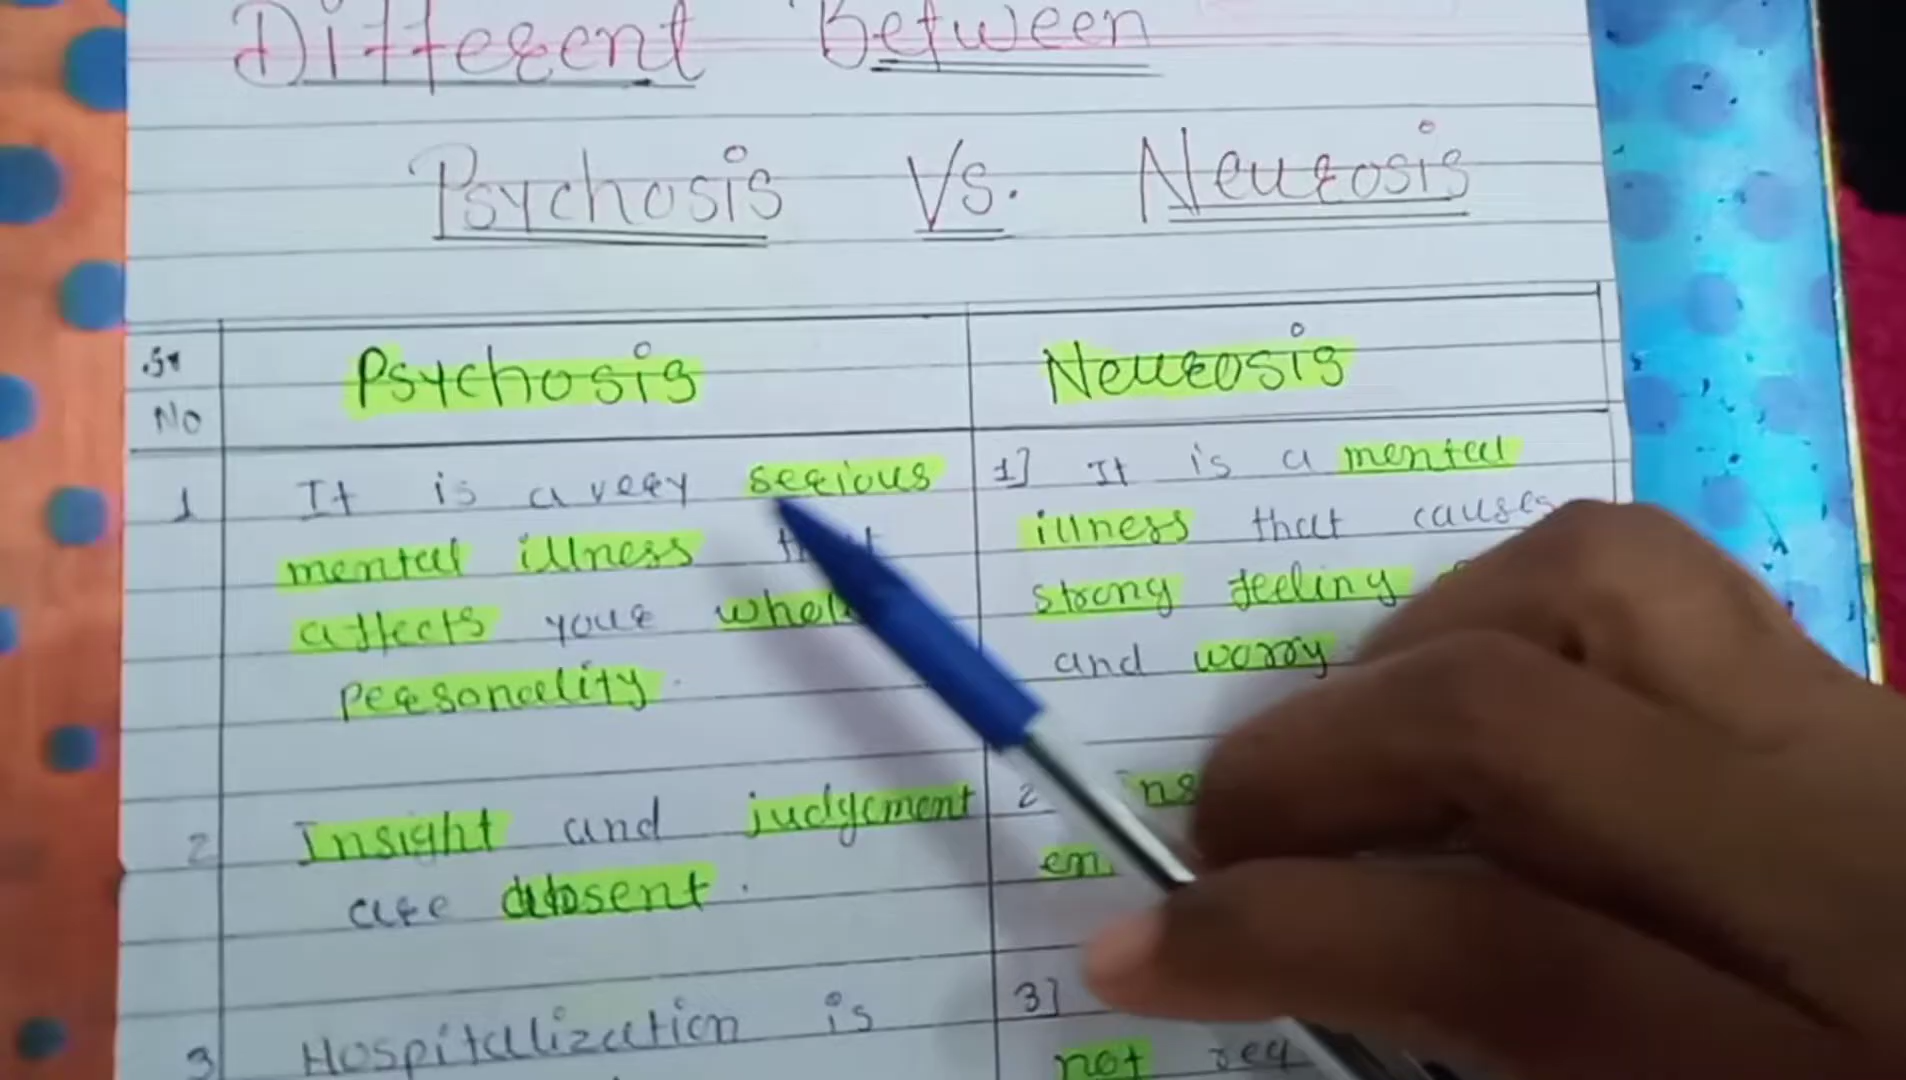 Different Between
Psychosis Vs. Neurosis
Sr No
Psychosis
Neurosis
1
It is a very serious
mental illness that
affects your whole
personality.
1] It is a mental
illness that causes
strong feeling
and worry
2
Insight and judgement
are absent.
2
3
Hospitalization is
3]
not